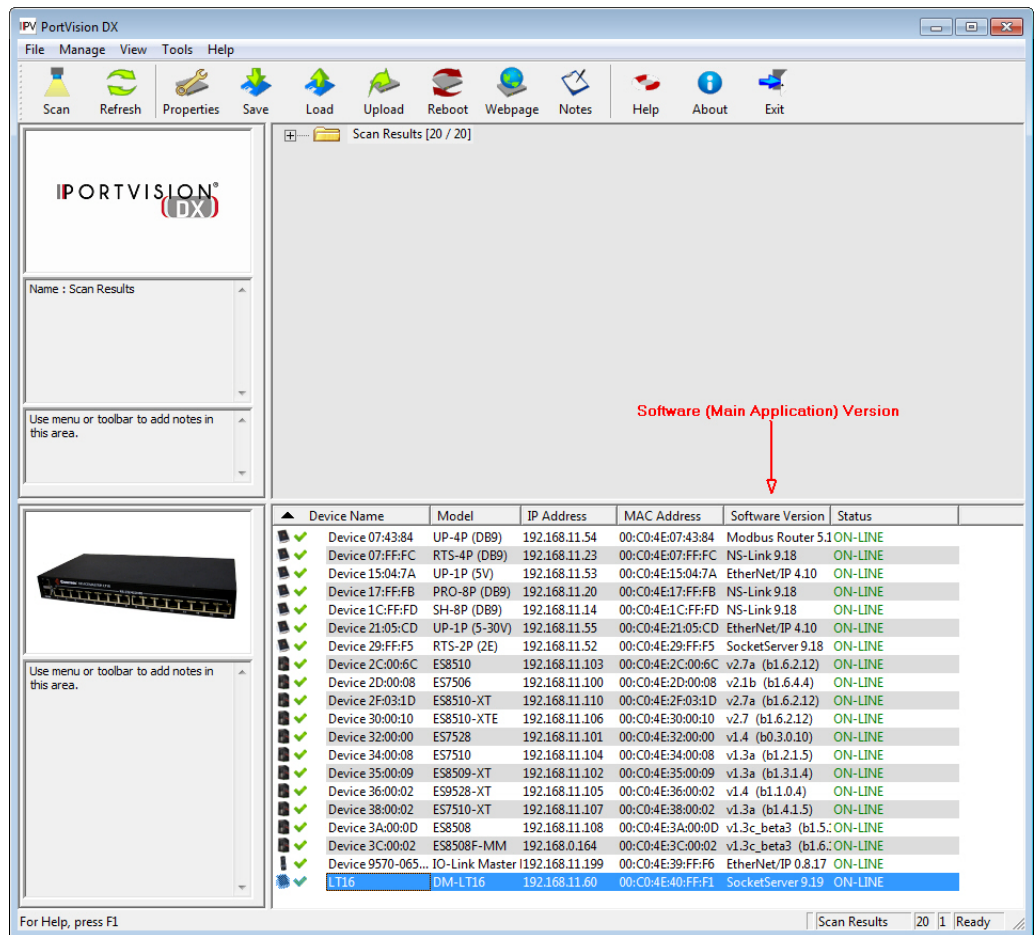 IPV PortVision DX
File Manage View Tools Help
Scan Refresh Properties Save Load Upload Reboot Webpage Notes Help About Exit
Scan Results [20 / 20]
IPORTVISION®
(DX)
Name : Scan Results
Use menu or toolbar to add notes in
this area.
Software (Main Application) Version
Device Name Model IP Address MAC Address Software Version Status
Device 07:43:84 UP-4P (DB9) 192.168.11.54 00:C0:4E:07:43:84 Modbus Router 5.1 ON-LINE
Device 07:FF:FC RTS-4P (DB9) 192.168.11.23 00:C0:4E:07:FF:FC NS-Link 9.18 ON-LINE
Device 15:04:7A UP-1P (5V) 192.168.11.53 00:C0:4E:15:04:7A EtherNet/IP 4.10 ON-LINE
Device 17:FF:FB PRO-8P (DB9) 192.168.11.20 00:C0:4E:17:FF:FB NS-Link 9.18 ON-LINE
Device 1C:FF:FD SH-8P (DB9) 192.168.11.14 00:C0:4E:1C:FF:FD NS-Link 9.18 ON-LINE
Device 21:05:CD UP-1P (5-30V) 192.168.11.55 00:C0:4E:21:05:CD EtherNet/IP 4.10 ON-LINE
Device 29:FF:F5 RTS-2P (2E) 192.168.11.52 00:C0:4E:29:FF:F5 SocketServer 9.18 ON-LINE
Device 2C:00:6C ES8510 192.168.11.103 00:C0:4E:2C:00:6C v2.7a (b1.6.2.12) ON-LINE
Device 2D:00:08 ES7506 192.168.11.100 00:C0:4E:2D:00:08 v2.1b (b1.6.4.4) ON-LINE
Device 2F:03:1D ES8510-XT 192.168.11.110 00:C0:4E:2F:03:1D v2.7a (b1.6.2.12) ON-LINE
Device 30:00:10 ES8510-XTE 192.168.11.106 00:C0:4E:30:00:10 v2.7 (b1.6.2.12) ON-LINE
Device 32:00:00 ES7528 192.168.11.101 00:C0:4E:32:00:00 v1.4 (b0.3.0.10) ON-LINE
Device 34:00:08 ES7510 192.168.11.104 00:C0:4E:34:00:08 v1.3a (b1.2.1.5) ON-LINE
Device 35:00:09 ES8509-XT 192.168.11.102 00:C0:4E:35:00:09 v1.3a (b1.3.1.4) ON-LINE
Device 36:00:02 ES9528-XT 192.168.11.105 00:C0:4E:36:00:02 v1.4 (b1.1.0.4) ON-LINE
Device 38:00:02 ES7510-XT 192.168.11.107 00:C0:4E:38:00:02 v1.3a (b1.4.1.5) ON-LINE
Device 3A:00:0D ES8508 192.168.11.108 00:C0:4E:3A:00:0D v1.3c_beta3 (b1.5.: ON-LINE
Device 3C:00:02 ES8508F-MM 192.168.0.164 00:C0:4E:3C:00:02 v1.3c_beta3 (b1.6.: ON-LINE
Device 9570-065... IO-Link Master I 192.168.11.199 00:C0:4E:39:FF:F6 EtherNet/IP 0.8.17 ON-LINE
LT16 DM-LT16 192.168.11.60 00:C0:4E:40:FF:F1 SocketServer 9.19 ON-LINE
Use menu or toolbar to add notes in
this area.
For Help, press F1 Scan Results 20 1 Ready